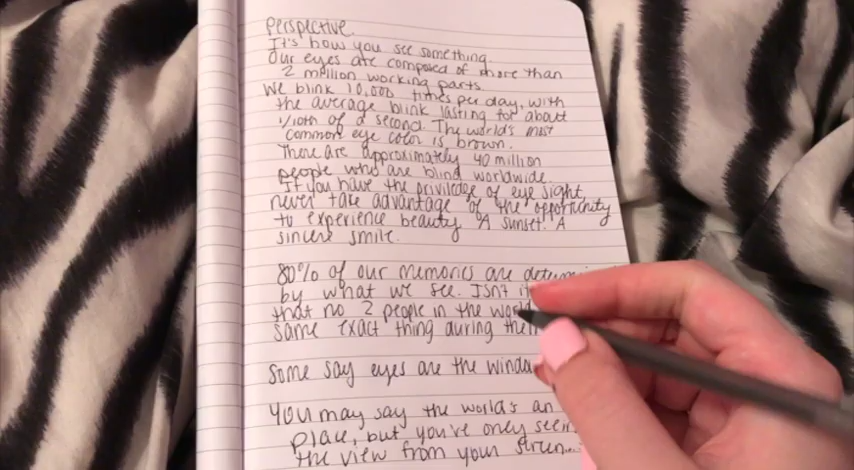 Perspective.
It's how you see something.
Our eyes are composed of more than
2 million working parts.
We blink 10,000 times per day, with
the average blink lasting for about
1/10th of a second. The world's most
common eye color is brown.
There are approximately 40 million
people who are blind worldwide.
If you have the priviledge of eye sight,
never take advantage of the opportunity
to experience beauty. A sunset. A
sincere smile.
80% of our memories are
by what we see. Isn't
that no 2 people in the
same exact thing during
Some say eyes are the
You may say the world's an
place, but you've only
the view from your